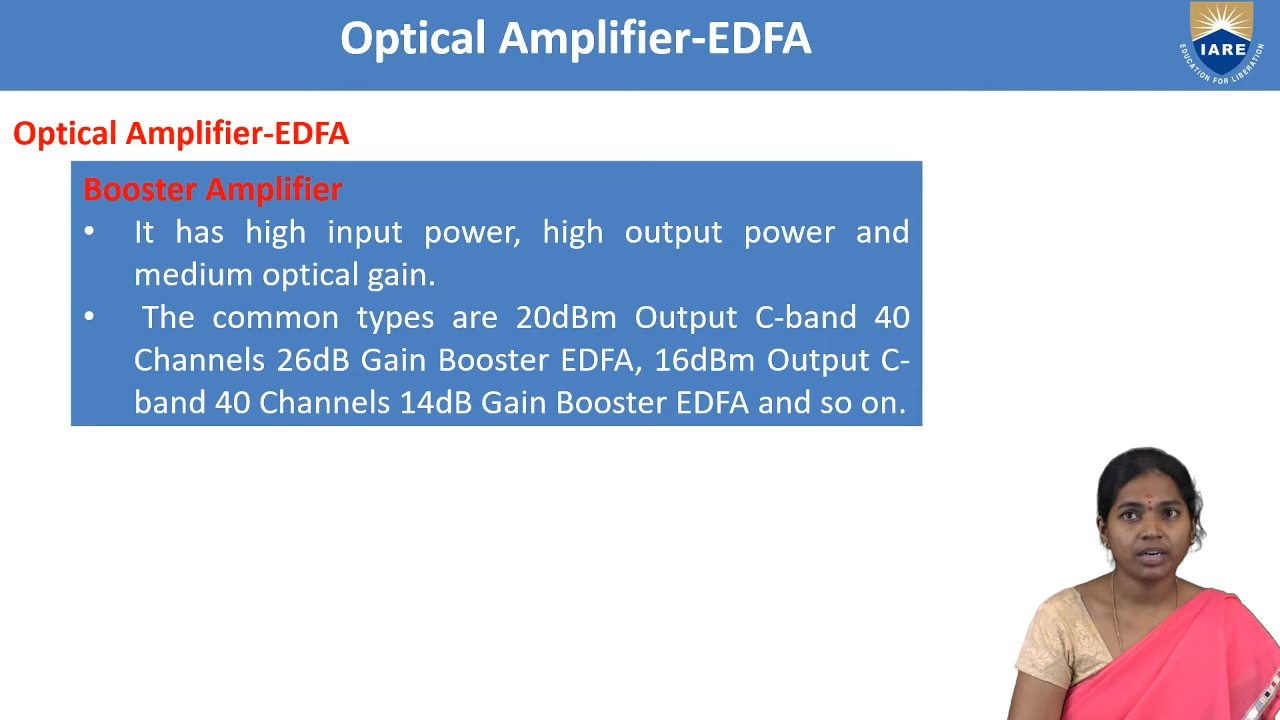 Optical Amplifier-EDFA
IARE
EDUCATION FOR LIBERATION
Optical Amplifier-EDFA
Booster Amplifier
• It has high input power, high output power and
medium optical gain.
• The common types are 20dBm Output C-band 40
Channels 26dB Gain Booster EDFA, 16dBm Output C-
band 40 Channels 14dB Gain Booster EDFA and so on.